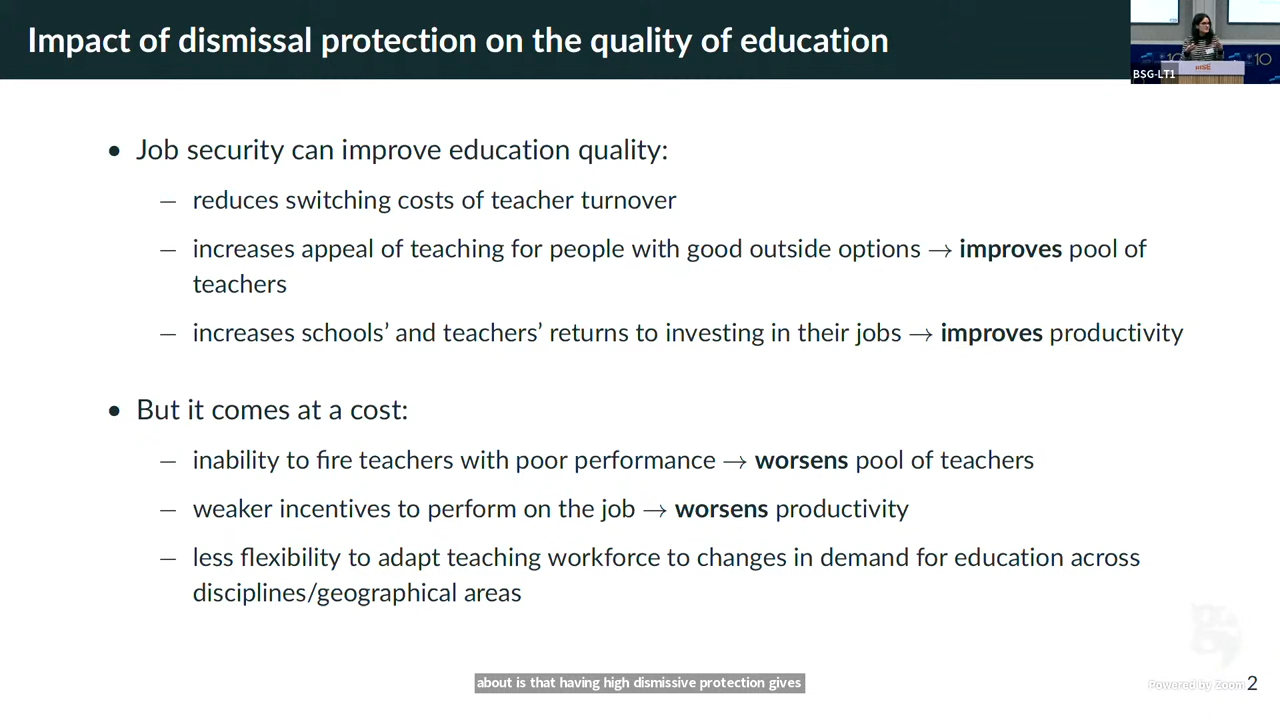 Impact of dismissal protection on the quality of education
BSG-LT1
RISE
10
• Job security can improve education quality:
– reduces switching costs of teacher turnover
– increases appeal of teaching for people with good outside options → improves pool of
teachers
– increases schools’ and teachers’ returns to investing in their jobs → improves productivity
• But it comes at a cost:
– inability to fire teachers with poor performance → worsens pool of teachers
– weaker incentives to perform on the job → worsens productivity
– less flexibility to adapt teaching workforce to changes in demand for education across
disciplines/geographical areas
about is that having high dismissive protection gives
Powered by Zoom
2